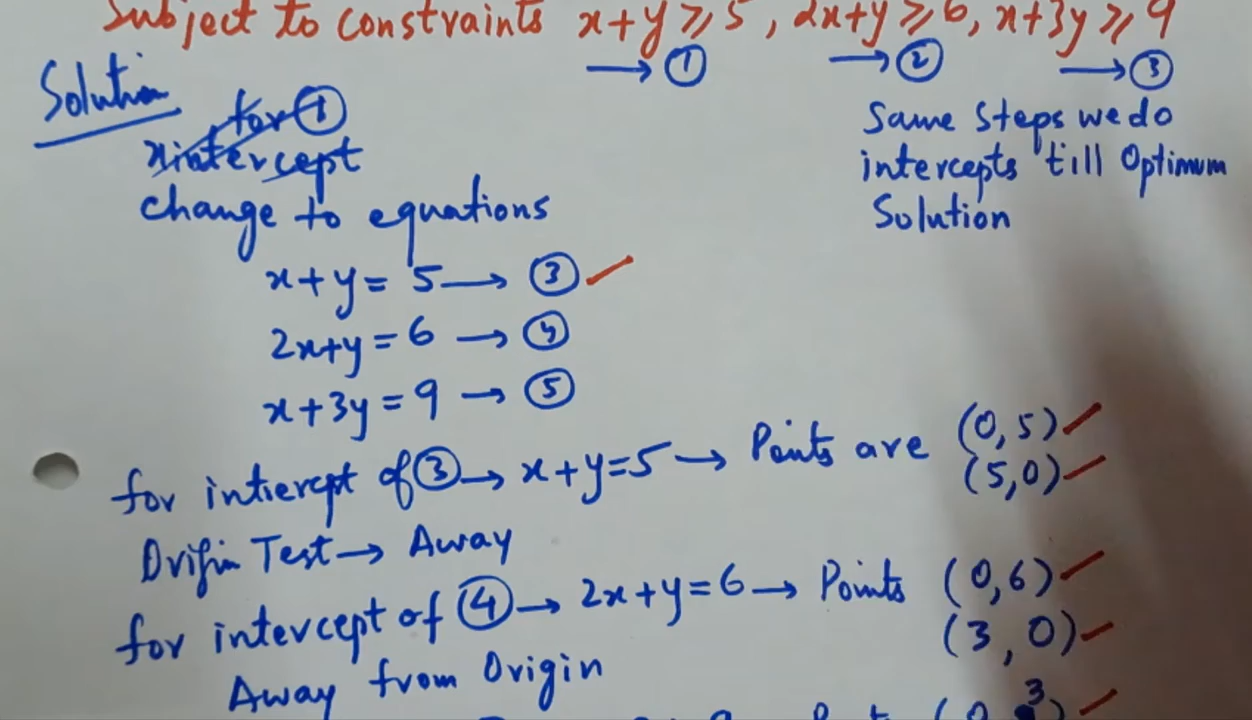 Subject to constraints x+y ≥ 5, 2x+y ≥ 6, x+3y ≥ 9
→ ① → ② → ③
Solution
for ①
x intercept
change to equations
Same Steps we do
intercepts till Optimum
Solution
x+y = 5 → ③ ✓
2x+y = 6 → ④
x+3y = 9 → ⑤
for intiercpt of ③ → x+y=5 → Points are (0,5) ✓
(5,0) ✓
Origin Test → Away
for intercept of ④ → 2x+y=6 → Points (0,6) ✓
(3,0) ✓
Away from Origin